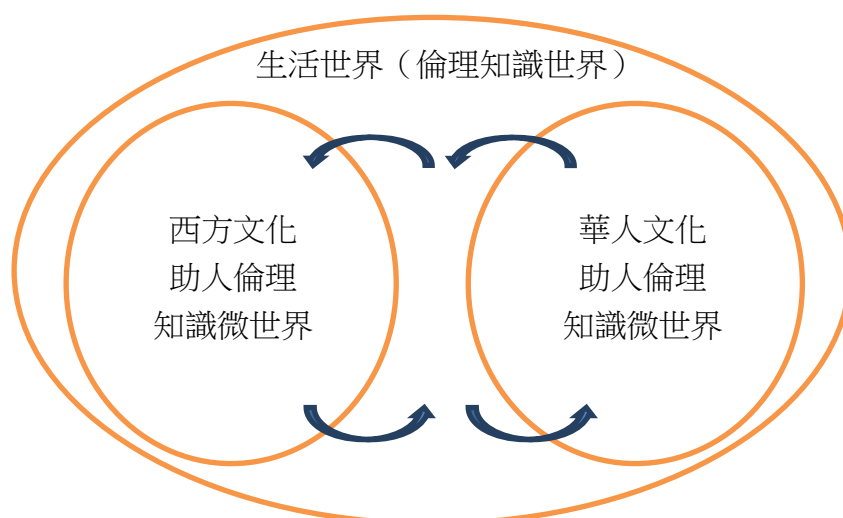 生活世界（倫理知識世界）
西方文化
助人倫理
知識微世界
華人文化
助人倫理
知識微世界